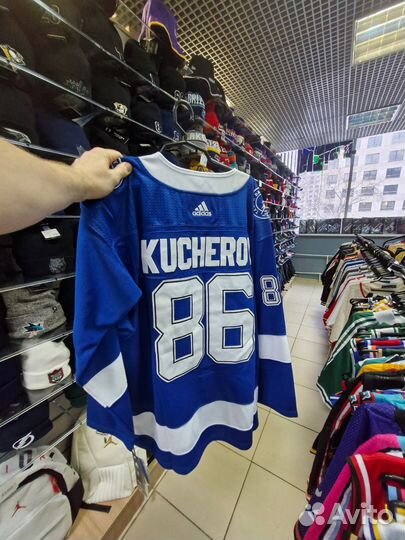 adidas
KUCHEROV
86
8
Avito